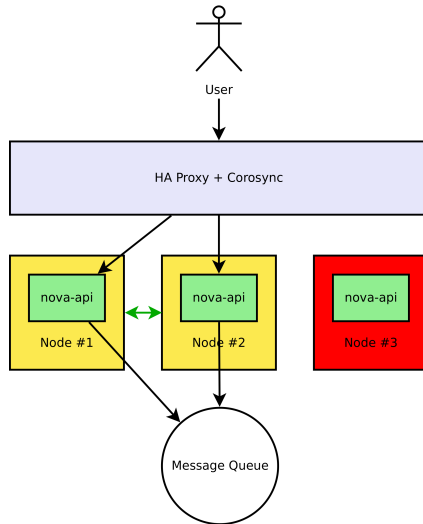 User
HA Proxy + Corosync
nova-api
nova-api
nova-api
Node #1
Node #2
Node #3
Message Queue